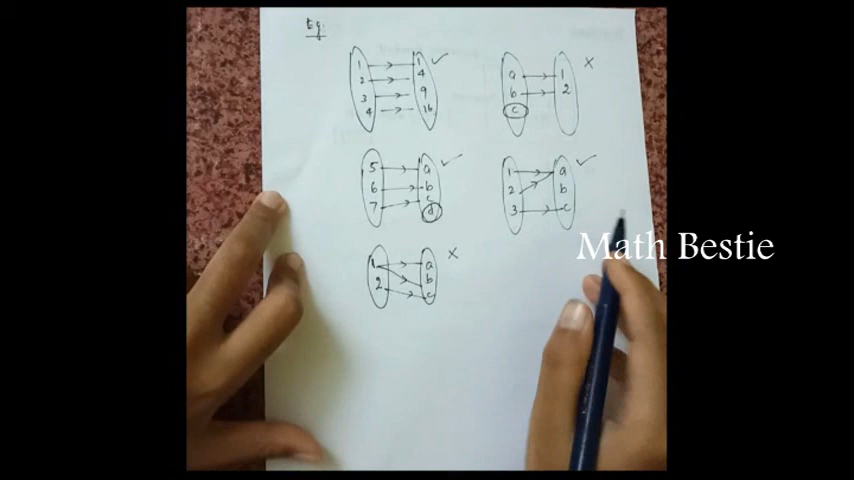 Eg:
1 1
2 4
3 9
4 16
a 1
b 2
c
5 a
6 b
7 c
d
1 a
2 b
3 c
1 a
2 b
c
Math Bestie